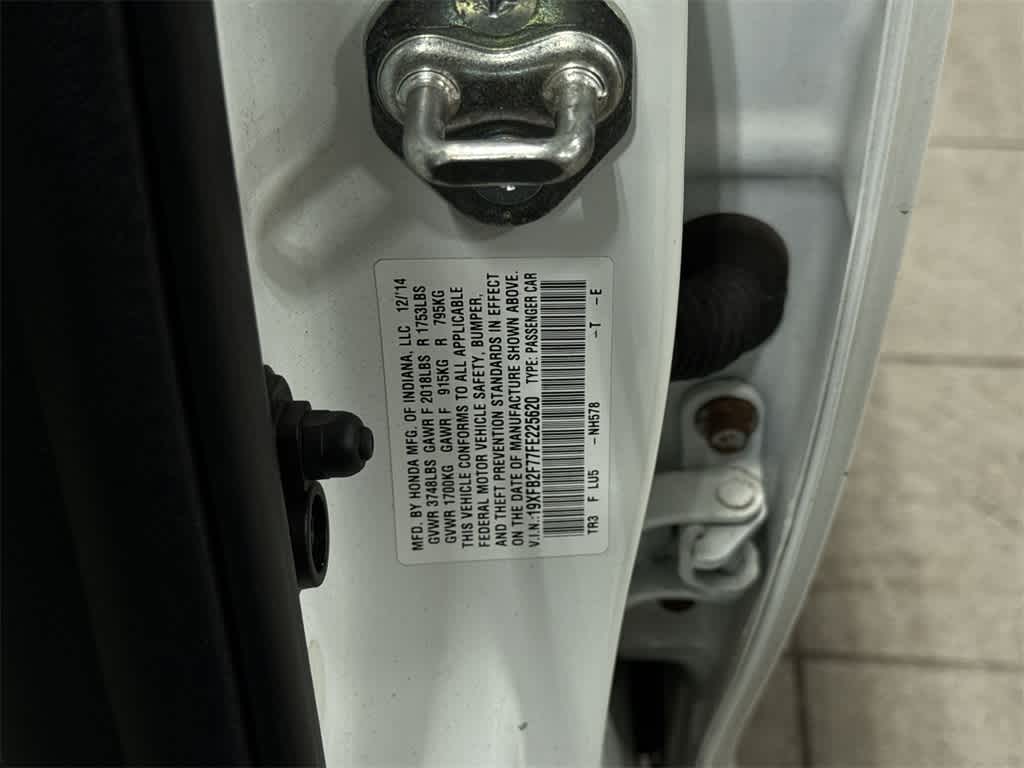 MFD. BY HONDA MFG. OF INDIANA, LLC 12/'14
GVWR 3748LBS GAWR F 2018LBS R 1753LBS
GVWR 1700KG GAWR F 915KG R 795KG
THIS VEHICLE CONFORMS TO ALL APPLICABLE
FEDERAL MOTOR VEHICLE SAFETY, BUMPER,
AND THEFT PREVENTION STANDARDS IN EFFECT
ON THE DATE OF MANUFACTURE SHOWN ABOVE.
V.I.N.:19XFB2F77FE225620 TYPE: PASSENGER CAR
TR3 F LU5 -NH578 -T -E